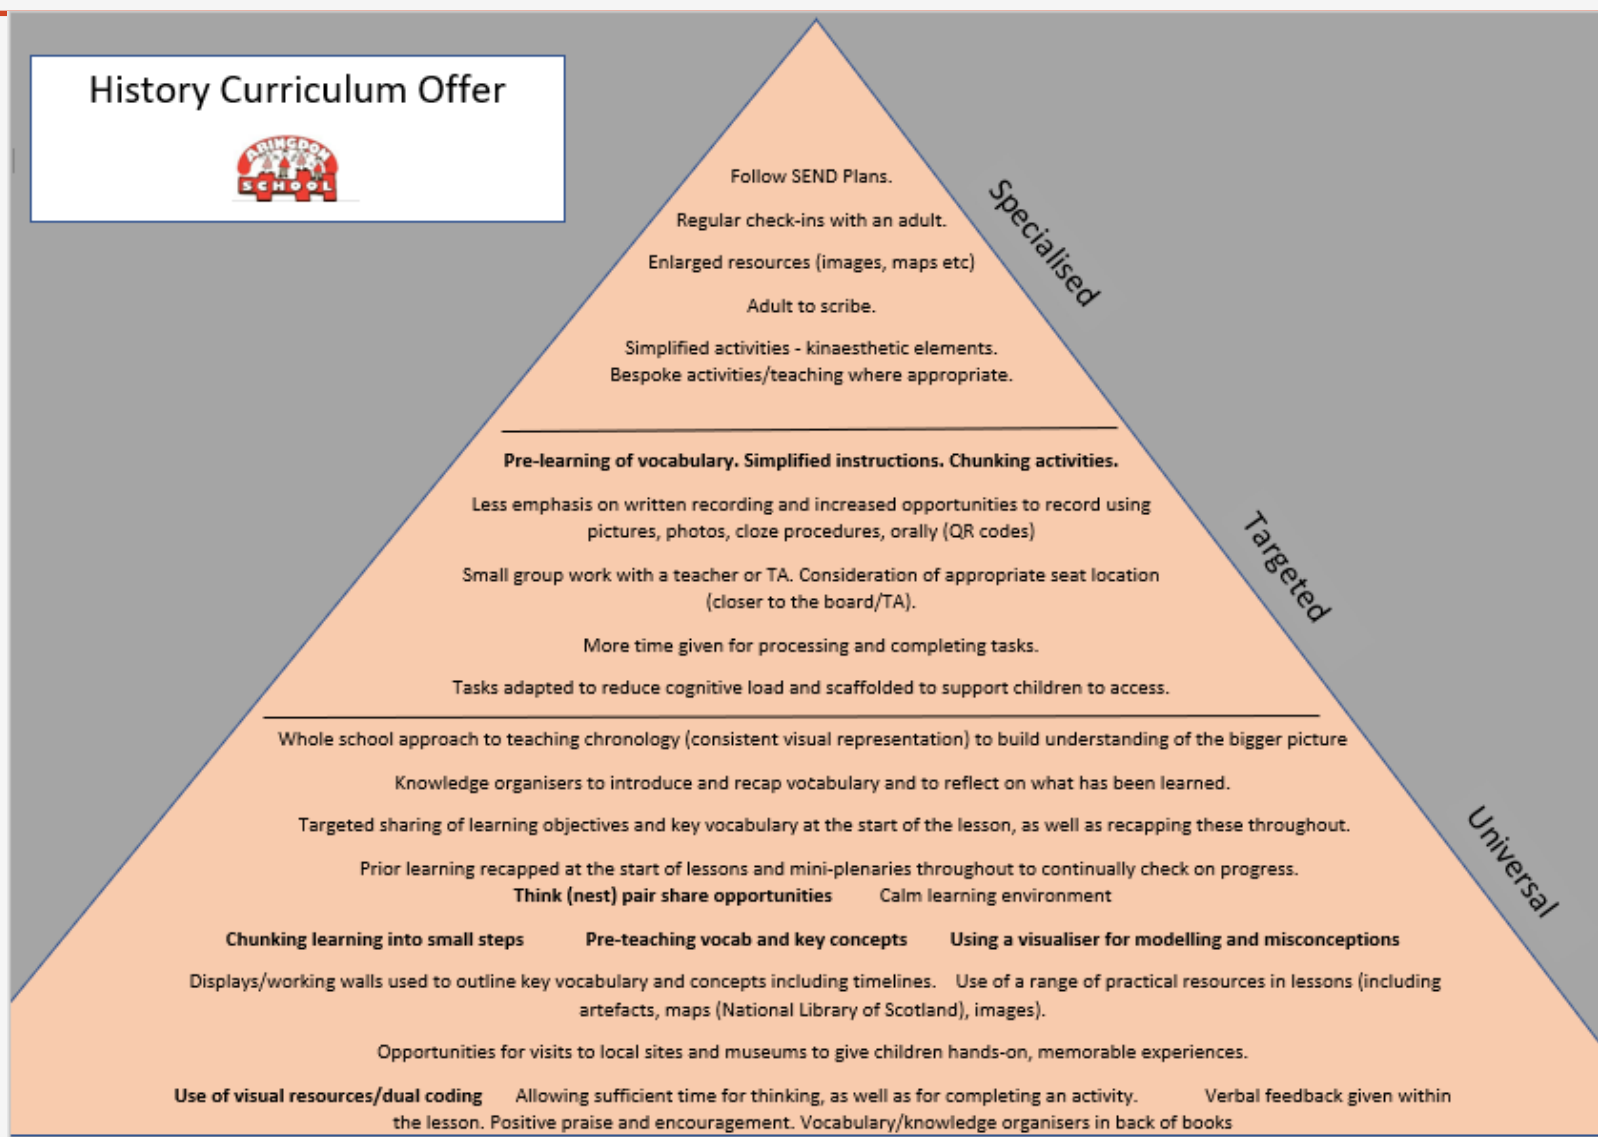 History Curriculum Offer
ABINGDON
SCHOOL
Follow SEND Plans.
Regular check-ins with an adult.
Enlarged resources (images, maps etc)
Adult to scribe.
Simplified activities - kinaesthetic elements.
Bespoke activities/teaching where appropriate.
Specialised
Pre-learning of vocabulary. Simplified instructions. Chunking activities.
Less emphasis on written recording and increased opportunities to record using
pictures, photos, cloze procedures, orally (QR codes)
Small group work with a teacher or TA. Consideration of appropriate seat location
(closer to the board/TA).
More time given for processing and completing tasks.
Tasks adapted to reduce cognitive load and scaffolded to support children to access.
Targeted
Whole school approach to teaching chronology (consistent visual representation) to build understanding of the bigger picture
Knowledge organisers to introduce and recap vocabulary and to reflect on what has been learned.
Targeted sharing of learning objectives and key vocabulary at the start of the lesson, as well as recapping these throughout.
Prior learning recapped at the start of lessons and mini-plenaries throughout to continually check on progress.
Think (nest) pair share opportunities Calm learning environment
Chunking learning into small steps Pre-teaching vocab and key concepts Using a visualiser for modelling and misconceptions
Displays/working walls used to outline key vocabulary and concepts including timelines. Use of a range of practical resources in lessons (including
artefacts, maps (National Library of Scotland), images).
Opportunities for visits to local sites and museums to give children hands-on, memorable experiences.
Use of visual resources/dual coding Allowing sufficient time for thinking, as well as for completing an activity. Verbal feedback given within
the lesson. Positive praise and encouragement. Vocabulary/knowledge organisers in back of books
Universal